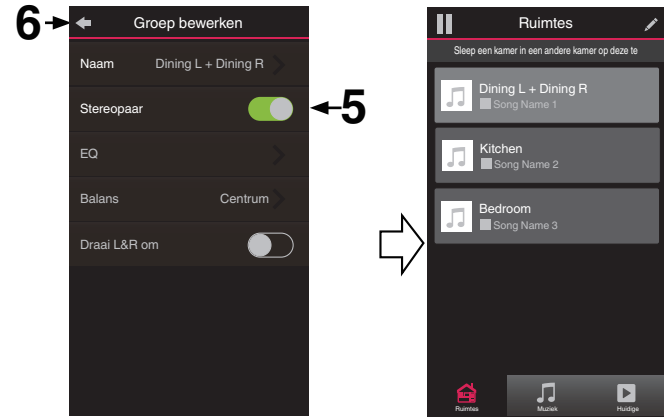 6
Groep bewerken
Naam Dining L + Dining R
Stereopaar
5
EQ
Balans Centrum
Draai L&R om
Ruimtes
Sleep een kamer in een andere kamer op deze te
Dining L + Dining R
Song Name 1
Kitchen
Song Name 2
Bedroom
Song Name 3
Ruimtes Muziek Huidige